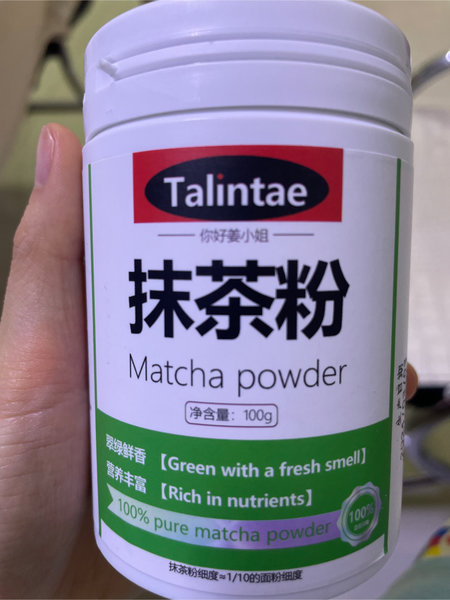 Talintae
你好姜小姐
抹茶粉
Matcha powder
净含量：100g
翠绿鲜香 【Green with a fresh smell】
营养丰富 【Rich in nutrients】
100% pure matcha powder
100%
抹茶粉细度≈1/10的面粉细度